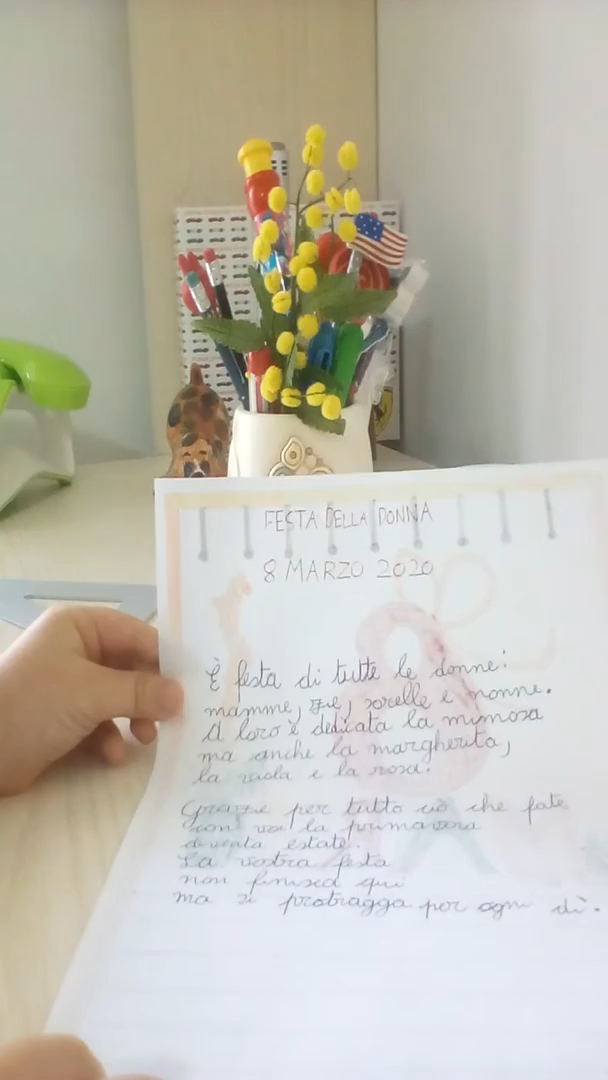 FESTA DELLA DONNA
8 MARZO 2020
È festa di tutte le donne:
mamme, zie, sorelle e nonne.
A loro è dedicata la mimosa
ma anche la margherita,
la viola e la rosa.
Grazie per tutto ciò che fate
con voi la primavera
diventa estate.
La vostra festa
non finisca qui
ma si protragga per ogni dì.